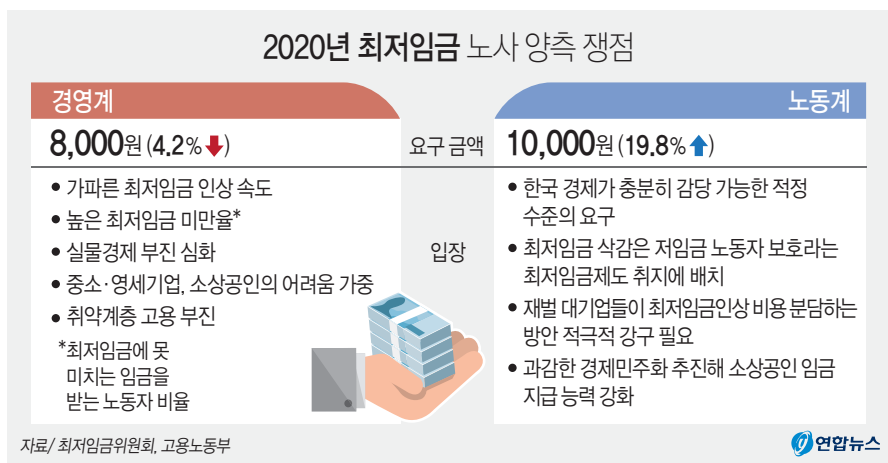 2020년 최저임금 노사 양측 쟁점
경영계
노동계
8,000원(4.2%↓)
요구 금액
10,000원(19.8%↑)
• 가파른 최저임금 인상 속도
• 높은 최저임금 미만율*
• 실물경제 부진 심화
• 중소·영세기업, 소상공인의 어려움 가중
• 취약계층 고용 부진
*최저임금에 못
미치는 임금을
받는 노동자 비율
입장
• 한국 경제가 충분히 감당 가능한 적정
수준의 요구
• 최저임금 삭감은 저임금 노동자 보호라는
최저임금제도 취지에 배치
• 재벌 대기업들이 최저임금인상 비용 분담하는
방안 적극적 강구 필요
• 과감한 경제민주화 추진해 소상공인 임금
지급 능력 강화
자료/ 최저임금위원회, 고용노동부
연합뉴스